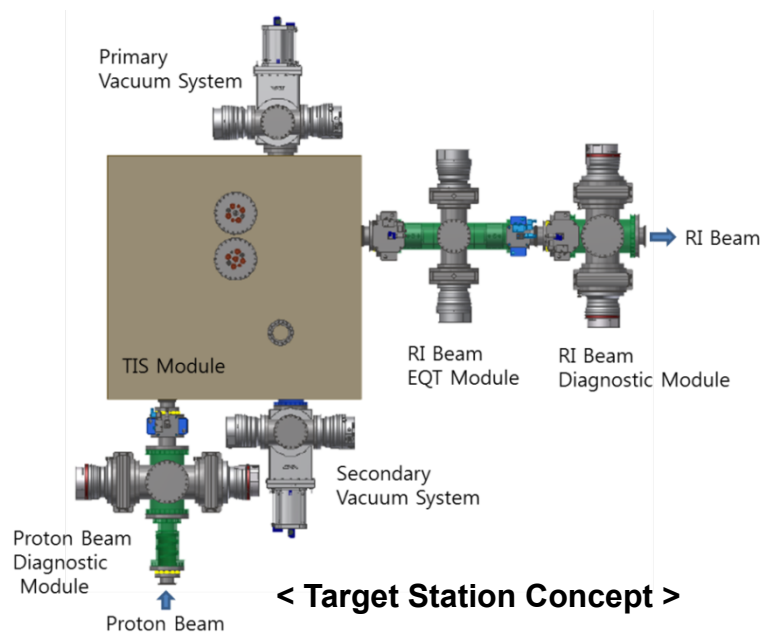 Primary
Vacuum System
RI Beam
TIS Module
RI Beam
EQT Module
RI Beam
Diagnostic Module
Secondary
Vacuum System
Proton Beam
Diagnostic
Module
< Target Station Concept >
Proton Beam